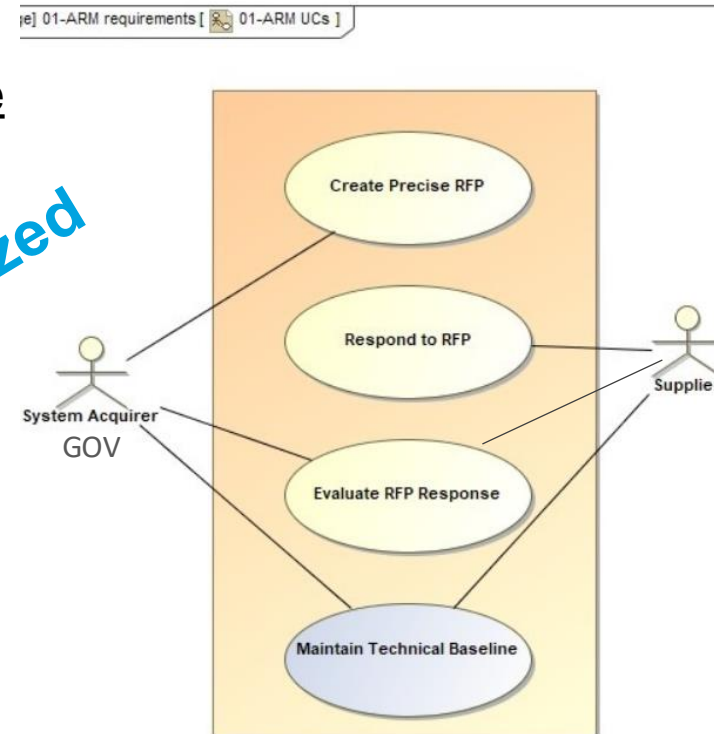 01-ARM requirements [ 01-ARM UCs ]
Create Precise RFP
Respond to RFP
System Acquirer
GOV
Evaluate RFP Response
Maintain Technical Baseline